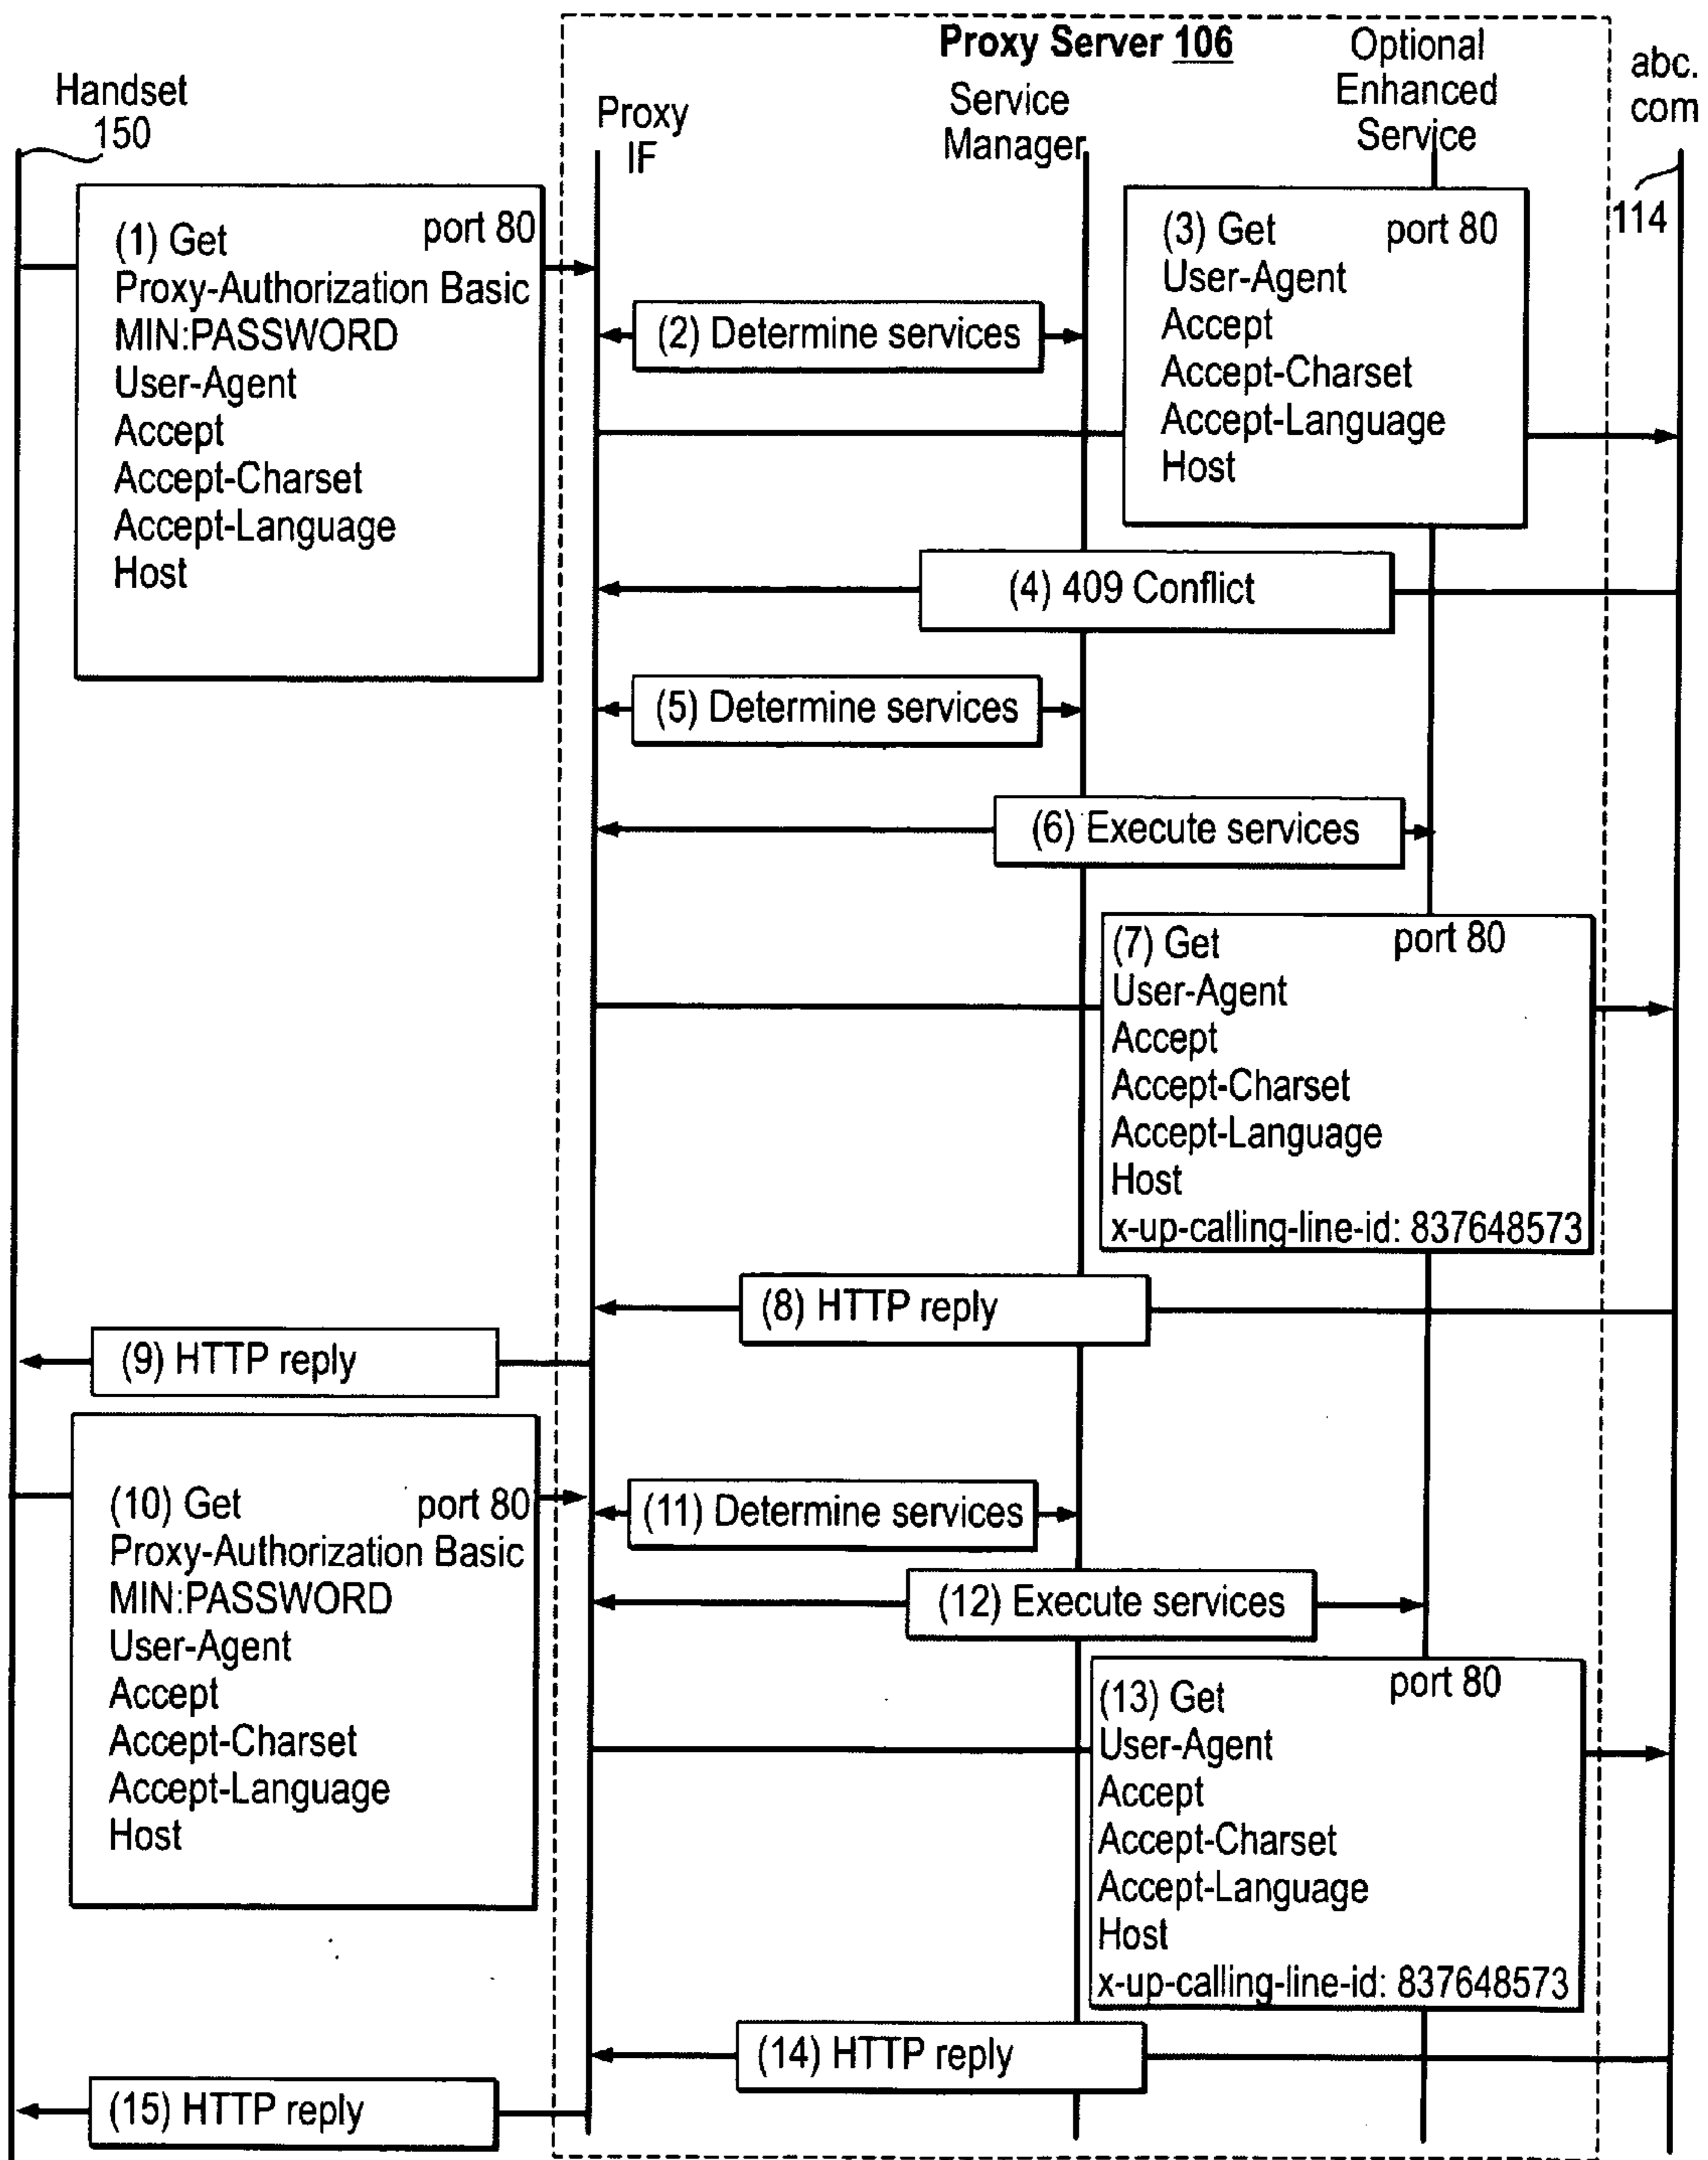 Proxy Server 106
Handset
150
Proxy
IF
Service
Manager
Optional
Enhanced
Service
abc.
com
114
(1) Get port 80
Proxy-Authorization Basic
MIN:PASSWORD
User-Agent
Accept
Accept-Charset
Accept-Language
Host
(2) Determine services
(3) Get port 80
User-Agent
Accept
Accept-Charset
Accept-Language
Host
(4) 409 Conflict
(5) Determine services
(6) Execute services
(7) Get port 80
User-Agent
Accept
Accept-Charset
Accept-Language
Host
x-up-calling-line-id: 837648573
(8) HTTP reply
(9) HTTP reply
(10) Get port 80
Proxy-Authorization Basic
MIN:PASSWORD
User-Agent
Accept
Accept-Charset
Accept-Language
Host
(11) Determine services
(12) Execute services
(13) Get port 80
User-Agent
Accept
Accept-Charset
Accept-Language
Host
x-up-calling-line-id: 837648573
(14) HTTP reply
(15) HTTP reply